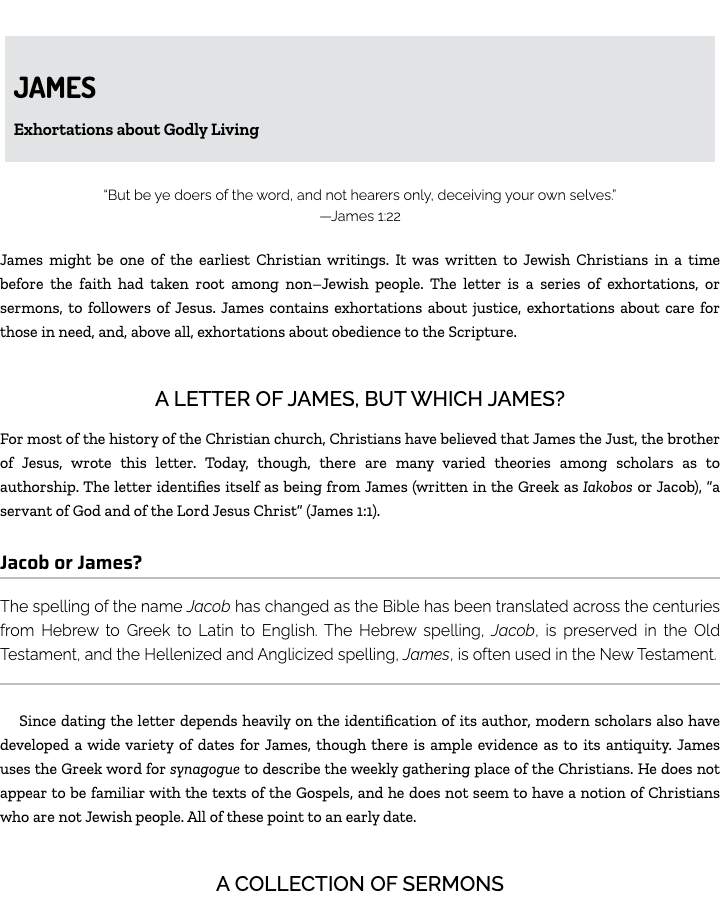 JAMES
Exhortations about Godly Living
“But be ye doers of the word, and not hearers only, deceiving your own selves.”
—James 1:22
James might be one of the earliest Christian writings. It was written to Jewish Christians in a time
before the faith had taken root among non–Jewish people. The letter is a series of exhortations, or
sermons, to followers of Jesus. James contains exhortations about justice, exhortations about care for
those in need, and, above all, exhortations about obedience to the Scripture.
A LETTER OF JAMES, BUT WHICH JAMES?
For most of the history of the Christian church, Christians have believed that James the Just, the brother
of Jesus, wrote this letter. Today, though, there are many varied theories among scholars as to
authorship. The letter identifies itself as being from James (written in the Greek as Iakobos or Jacob), “a
servant of God and of the Lord Jesus Christ” (James 1:1).
Jacob or James?
The spelling of the name Jacob has changed as the Bible has been translated across the centuries
from Hebrew to Greek to Latin to English. The Hebrew spelling, Jacob, is preserved in the Old
Testament, and the Hellenized and Anglicized spelling, James, is often used in the New Testament.
Since dating the letter depends heavily on the identification of its author, modern scholars also have
developed a wide variety of dates for James, though there is ample evidence as to its antiquity. James
uses the Greek word for synagogue to describe the weekly gathering place of the Christians. He does not
appear to be familiar with the texts of the Gospels, and he does not seem to have a notion of Christians
who are not Jewish people. All of these point to an early date.
A COLLECTION OF SERMONS